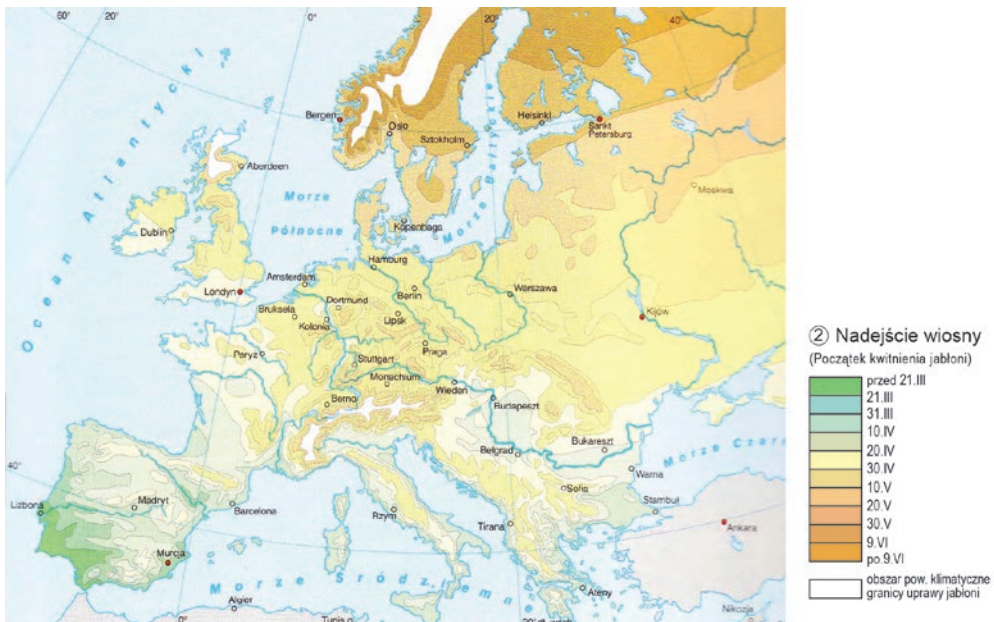 60°
20°
0°
20°
40°
Ocean Atlantycki
Bergen
Oslo
Sztokholm
Helsinki
Sankt
Petersburg
Aberdeen
Morze
Północne
Morze Bałtyckie
Moskwa
Dublin
Kopenhaga
Hamburg
Amsterdam
Londyn
Berlin
Warszawa
Dortmund
Bruksela
Kolonia
Lipsk
Kijów
Paryż
Praga
Stuttgart
Monachium
Wiedeń
Berno
Budapeszt
Belgrad
Bukareszt
Morze Czarne
Warna
Sofia
Stambuł
40°
Lizbona
Madryt
Barcelona
Rzym
Tirana
Ankara
Murcja
Morze Śródziemne
Ateny
Algier
Tunis
Nikozja
0°
20°
② Nadejście wiosny
(Początek kwitnienia jabłoni)
przed 21.III
21.III
31.III
10.IV
20.IV
30.IV
10.V
20.V
30.V
9.VI
po.9.VI
obszar pow. klimatyczne
granicy uprawy jabłoni